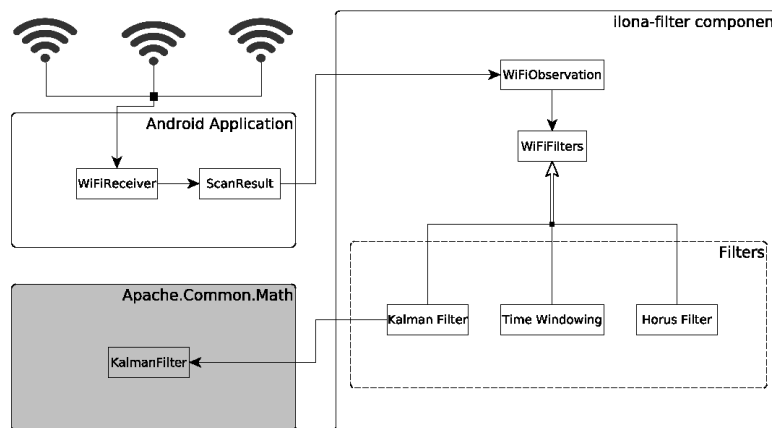 ilona-filter component
WiFiObservation
Android Application
WiFiFilters
WiFiReceiver
ScanResult
Filters
Apache.Common.Math
Kalman Filter
Time Windowing
Horus Filter
KalmanFilter